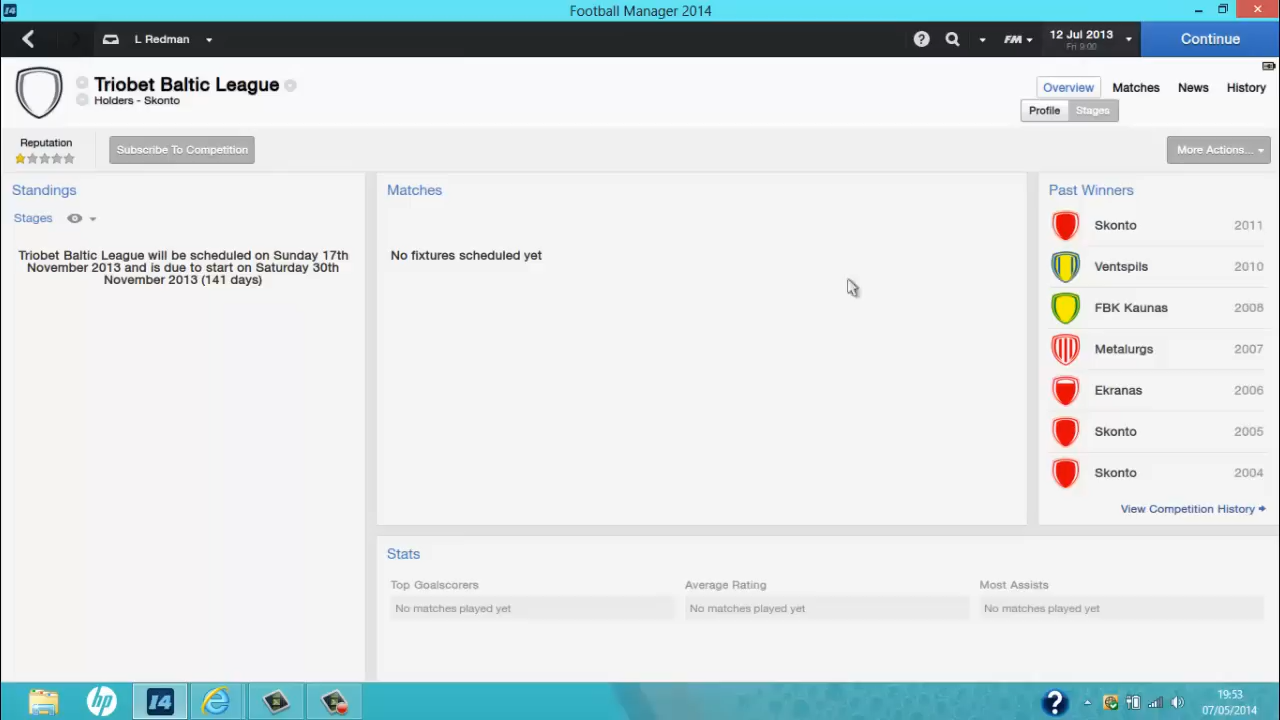 Football Manager 2014
L Redman
FM
12 Jul 2013
Fri 9:00
Continue
Triobet Baltic League
Holders - Skonto
Overview
Matches
News
History
Profile
Stages
Reputation
Subscribe To Competition
More Actions...
Standings
Stages
Triobet Baltic League will be scheduled on Sunday 17th
November 2013 and is due to start on Saturday 30th
November 2013 (141 days)
Matches
No fixtures scheduled yet
Past Winners
Skonto 2011
Ventspils 2010
FBK Kaunas 2008
Metalurgs 2007
Ekranas 2006
Skonto 2005
Skonto 2004
View Competition History
Stats
Top Goalscorers
Average Rating
Most Assists
No matches played yet
No matches played yet
No matches played yet
hp
14
19:53
07/05/2014